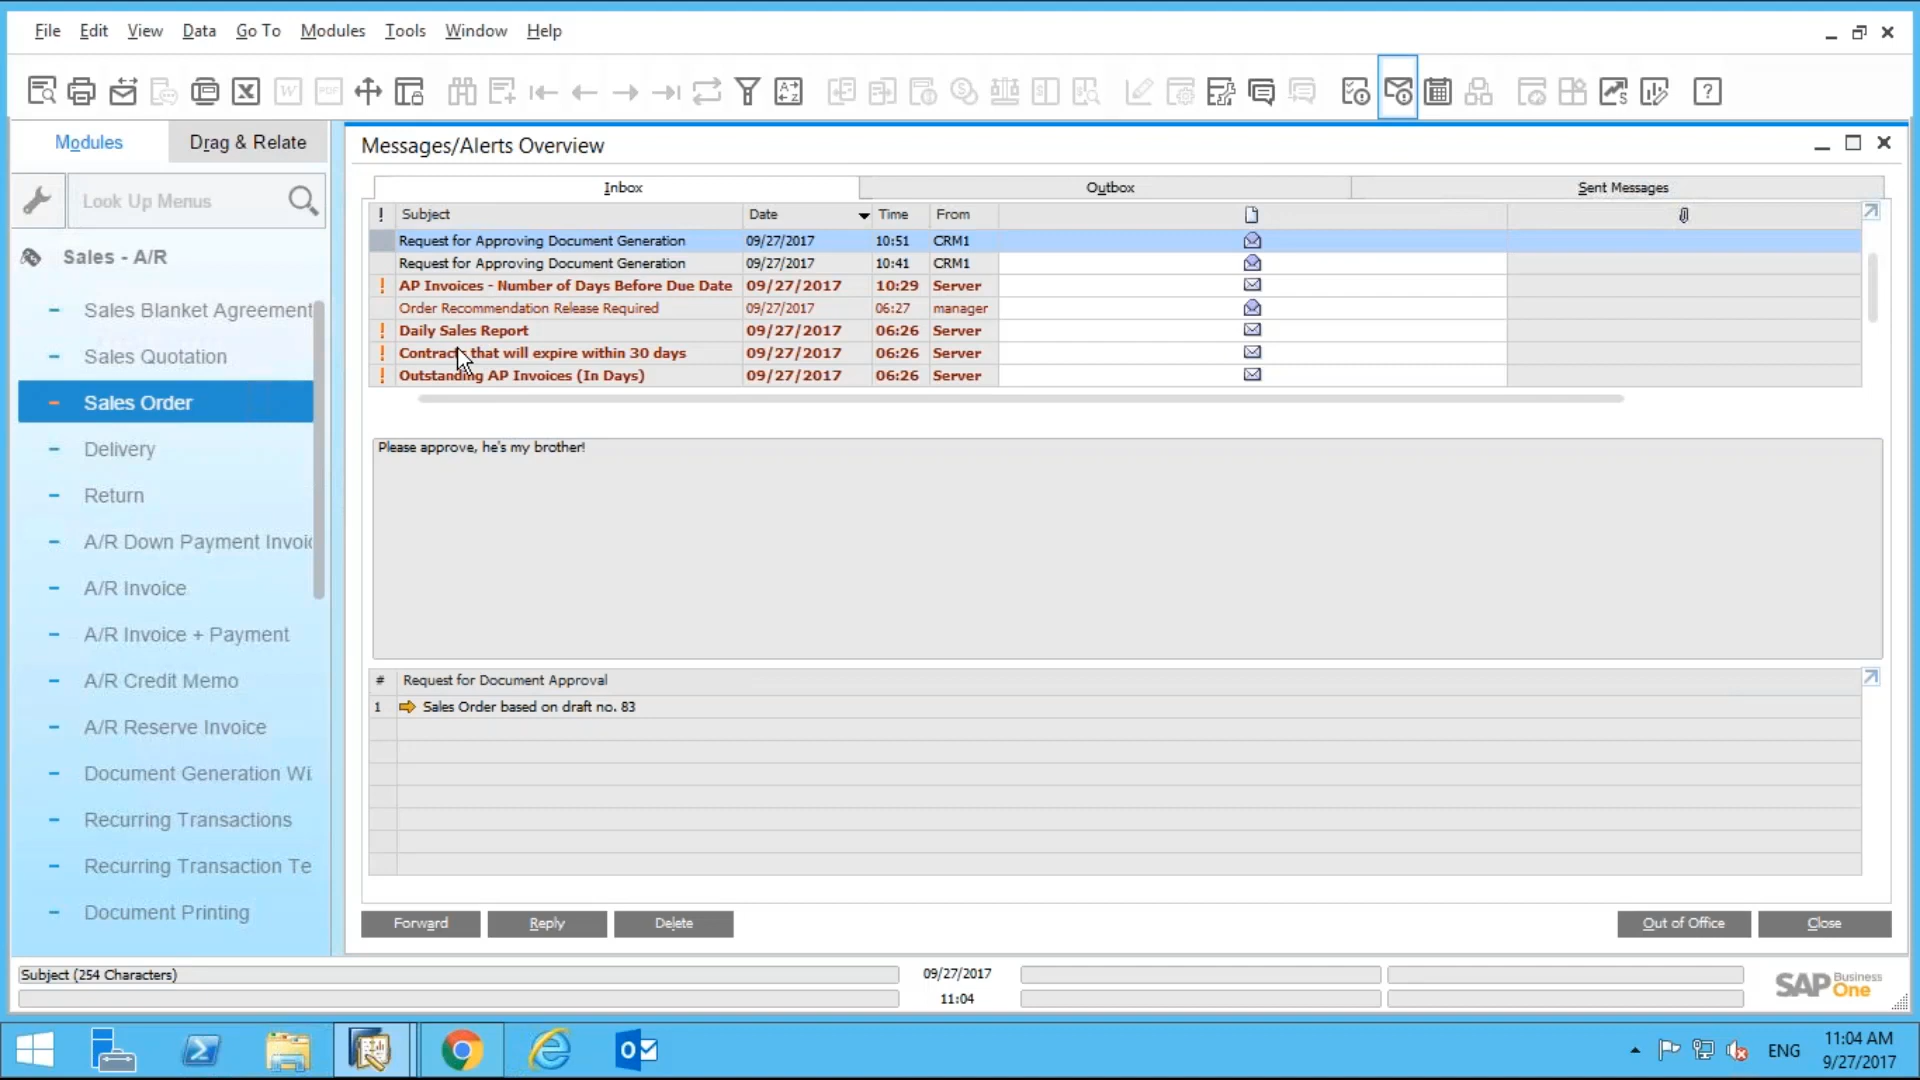 File Edit View Data Go To Modules Tools Window Help
Modules Drag & Relate
Look Up Menus
Sales - A/R
Sales Blanket Agreement
Sales Quotation
Sales Order
Delivery
Return
A/R Down Payment Invoic
A/R Invoice
A/R Invoice + Payment
A/R Credit Memo
A/R Reserve Invoice
Document Generation Wi
Recurring Transactions
Recurring Transaction Te
Document Printing
Messages/Alerts Overview
Inbox Outbox Sent Messages
! Subject Date Time From
Request for Approving Document Generation 09/27/2017 10:51 CRM1
Request for Approving Document Generation 09/27/2017 10:41 CRM1
! AP Invoices - Number of Days Before Due Date 09/27/2017 10:29 Server
Order Recommendation Release Required 09/27/2017 06:27 manager
! Daily Sales Report 09/27/2017 06:26 Server
! Contracts that will expire within 30 days 09/27/2017 06:26 Server
! Outstanding AP Invoices (In Days) 09/27/2017 06:26 Server
Please approve, he's my brother!
# Request for Document Approval
1 Sales Order based on draft no. 83
Forward Reply Delete Out of Office Close
Subject (254 Characters) 09/27/2017
11:04
SAP Business One
ENG 11:04 AM
9/27/2017